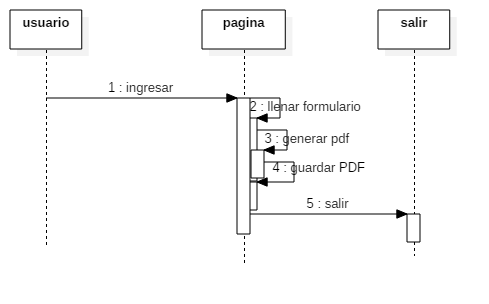 usuario
pagina
salir
1 : ingresar
2 : llenar formulario
3 : generar pdf
4 : guardar PDF
5 : salir